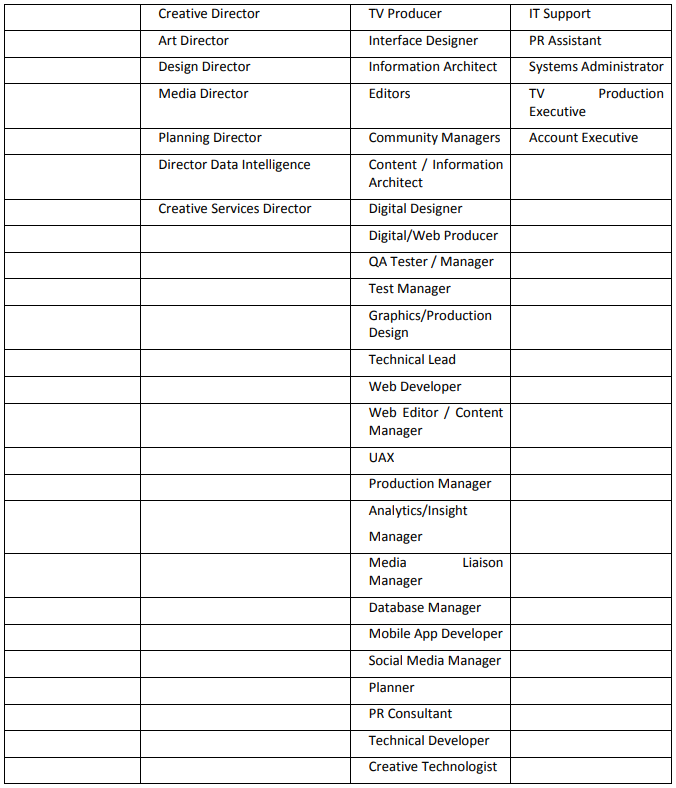 Creative Director TV Producer IT Support
Art Director Interface Designer PR Assistant
Design Director Information Architect Systems Administrator
Media Director Editors TV Production
Executive
Planning Director Community Managers Account Executive
Director Data Intelligence Content / Information
Architect
Creative Services Director Digital Designer
Digital/Web Producer
QA Tester / Manager
Test Manager
Graphics/Production
Design
Technical Lead
Web Developer
Web Editor / Content
Manager
UAX
Production Manager
Analytics/Insight
Manager
Media Liaison
Manager
Database Manager
Mobile App Developer
Social Media Manager
Planner
PR Consultant
Technical Developer
Creative Technologist